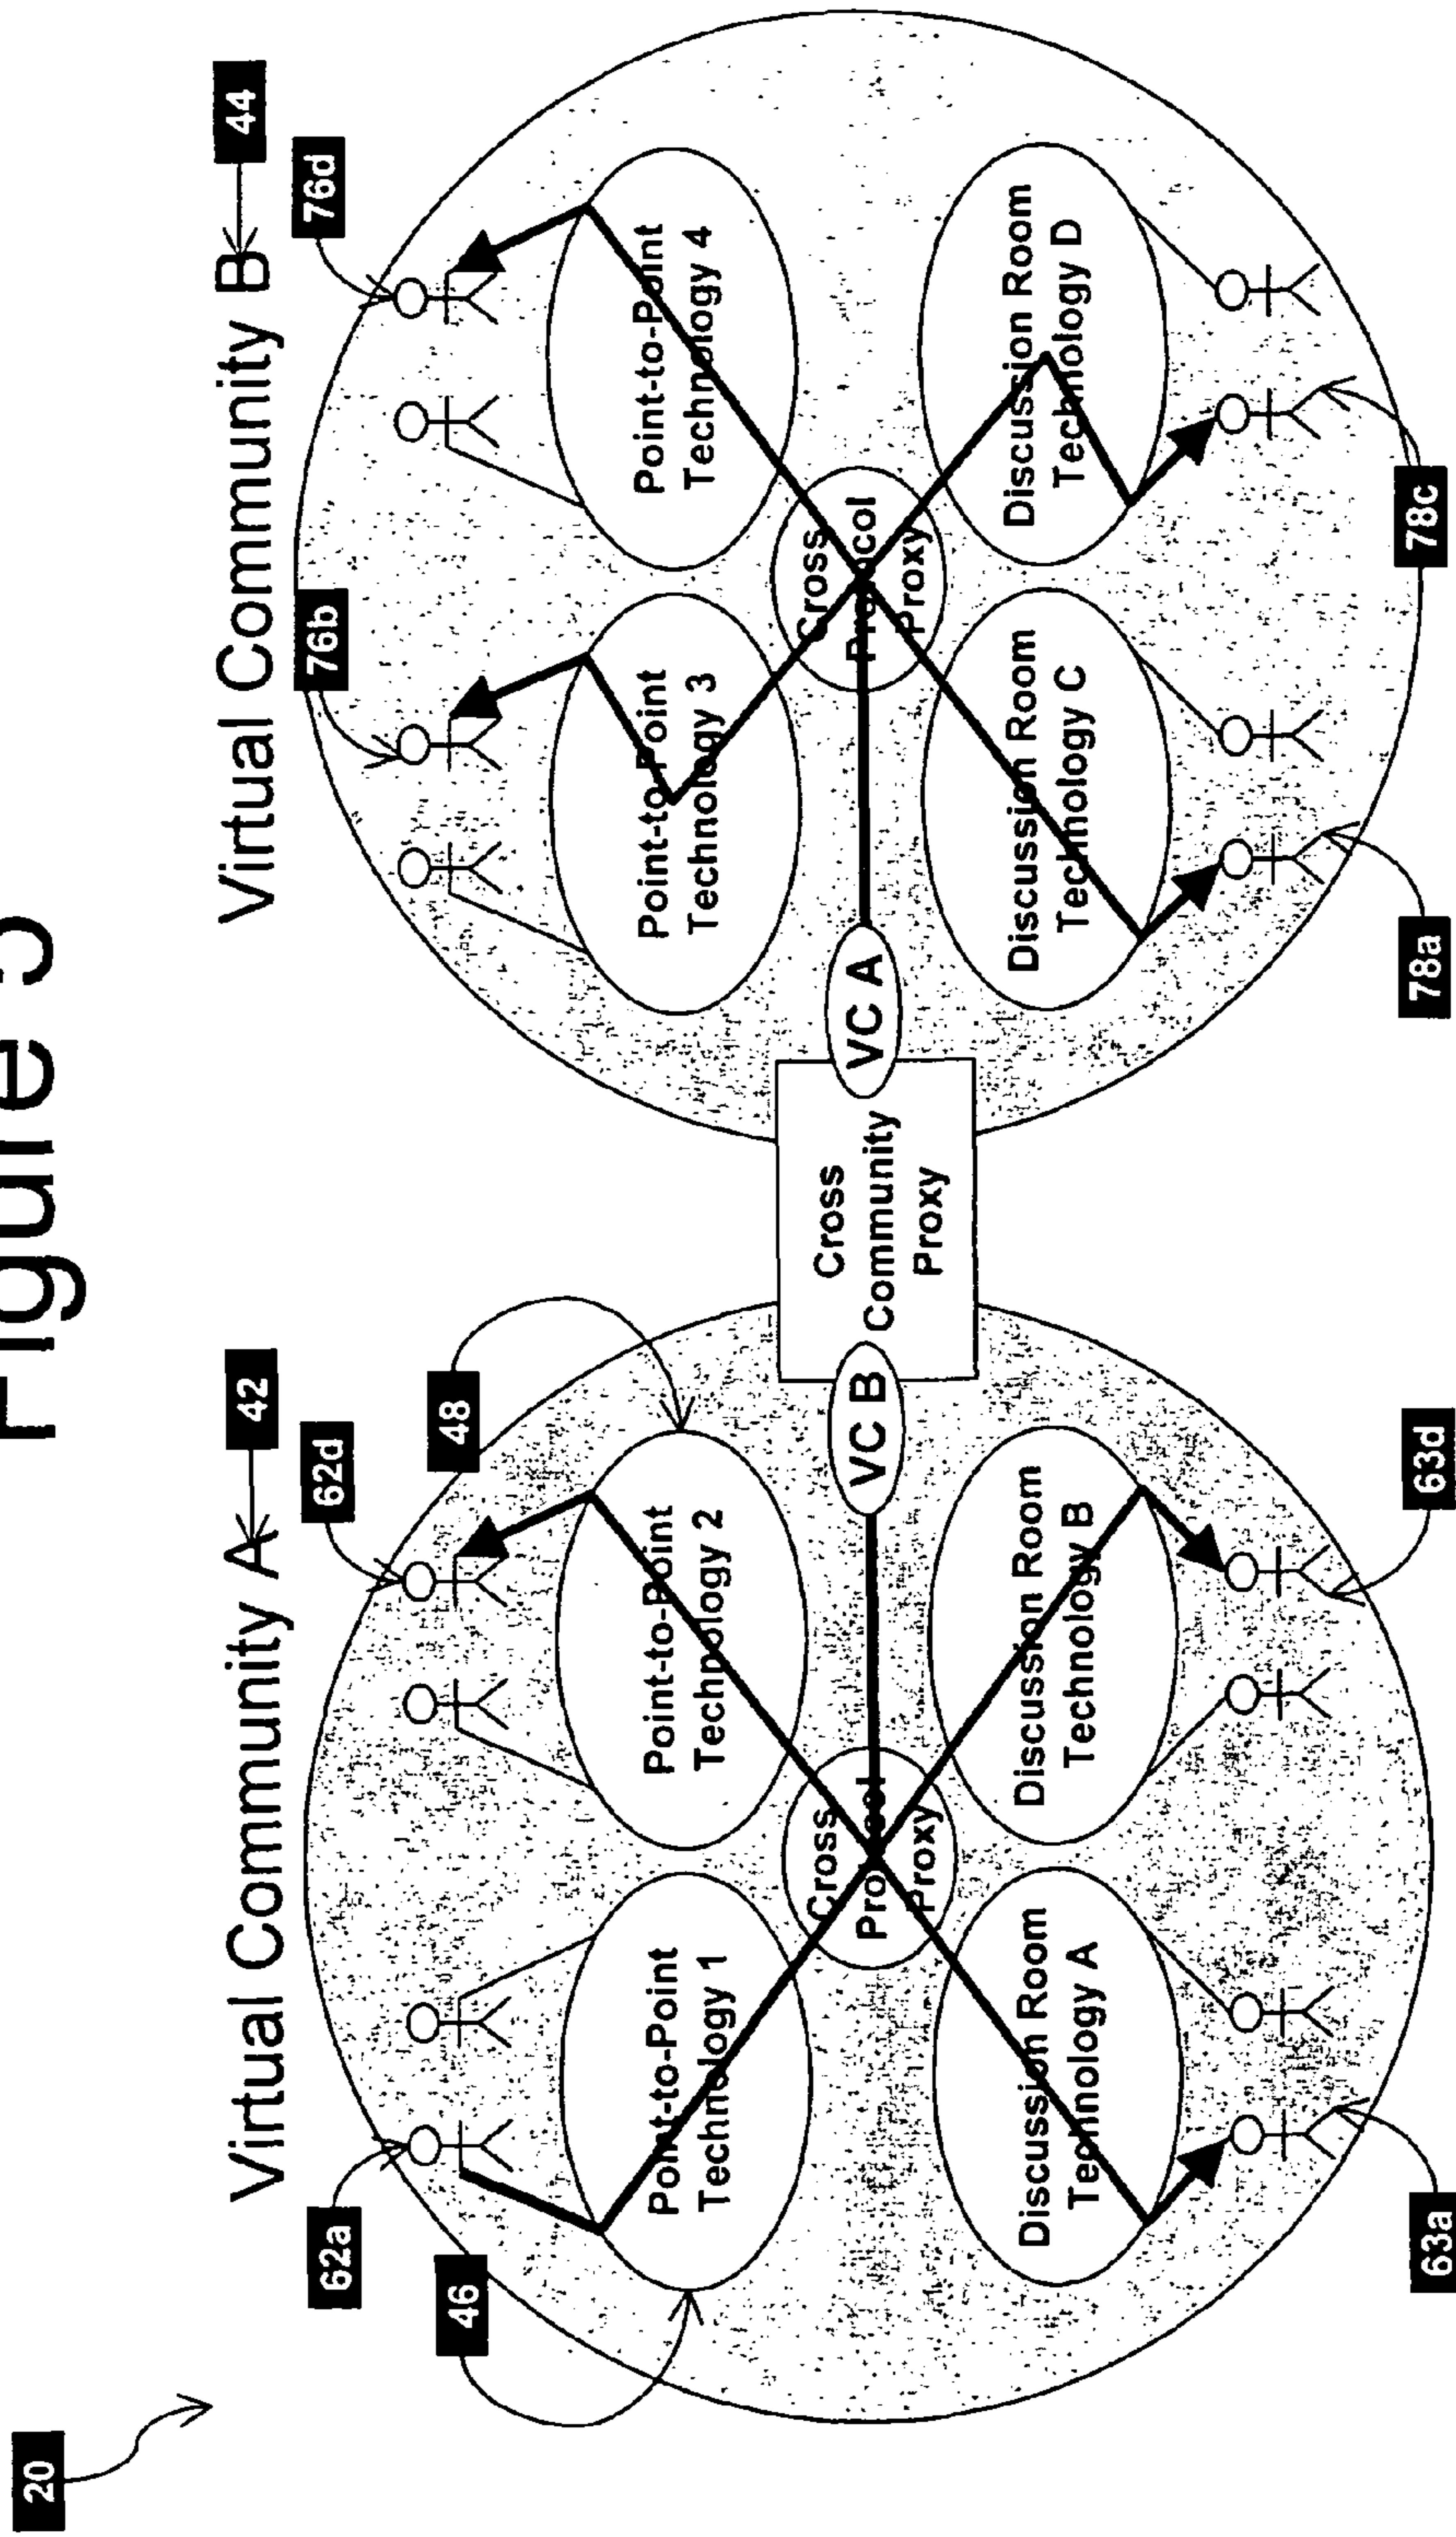 Figure
20
Virtual Community A
42
Virtual Community B
44
62a
62d
76b
76d
46
48
Point-to-Point
Technology 1
Point-to-Point
Technology 2
Point-to-Point
Technology 3
Point-to-Point
Technology 4
Cross
Protocol
Proxy
VC B
Cross
Community
Proxy
VC A
Cross
Protocol
Proxy
Discussion Room
Technology A
Discussion Room
Technology B
Discussion Room
Technology C
Discussion Room
Technology D
63a
63d
78a
78c